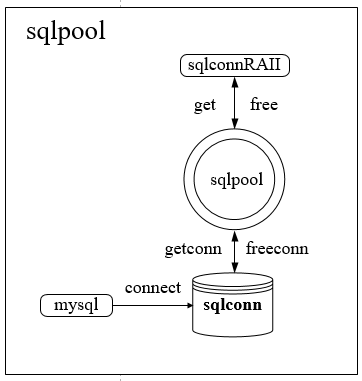 sqlpool
sqlconnRAII
get free
sqlpool
getconn freeconn
connect
mysql
sqlconn